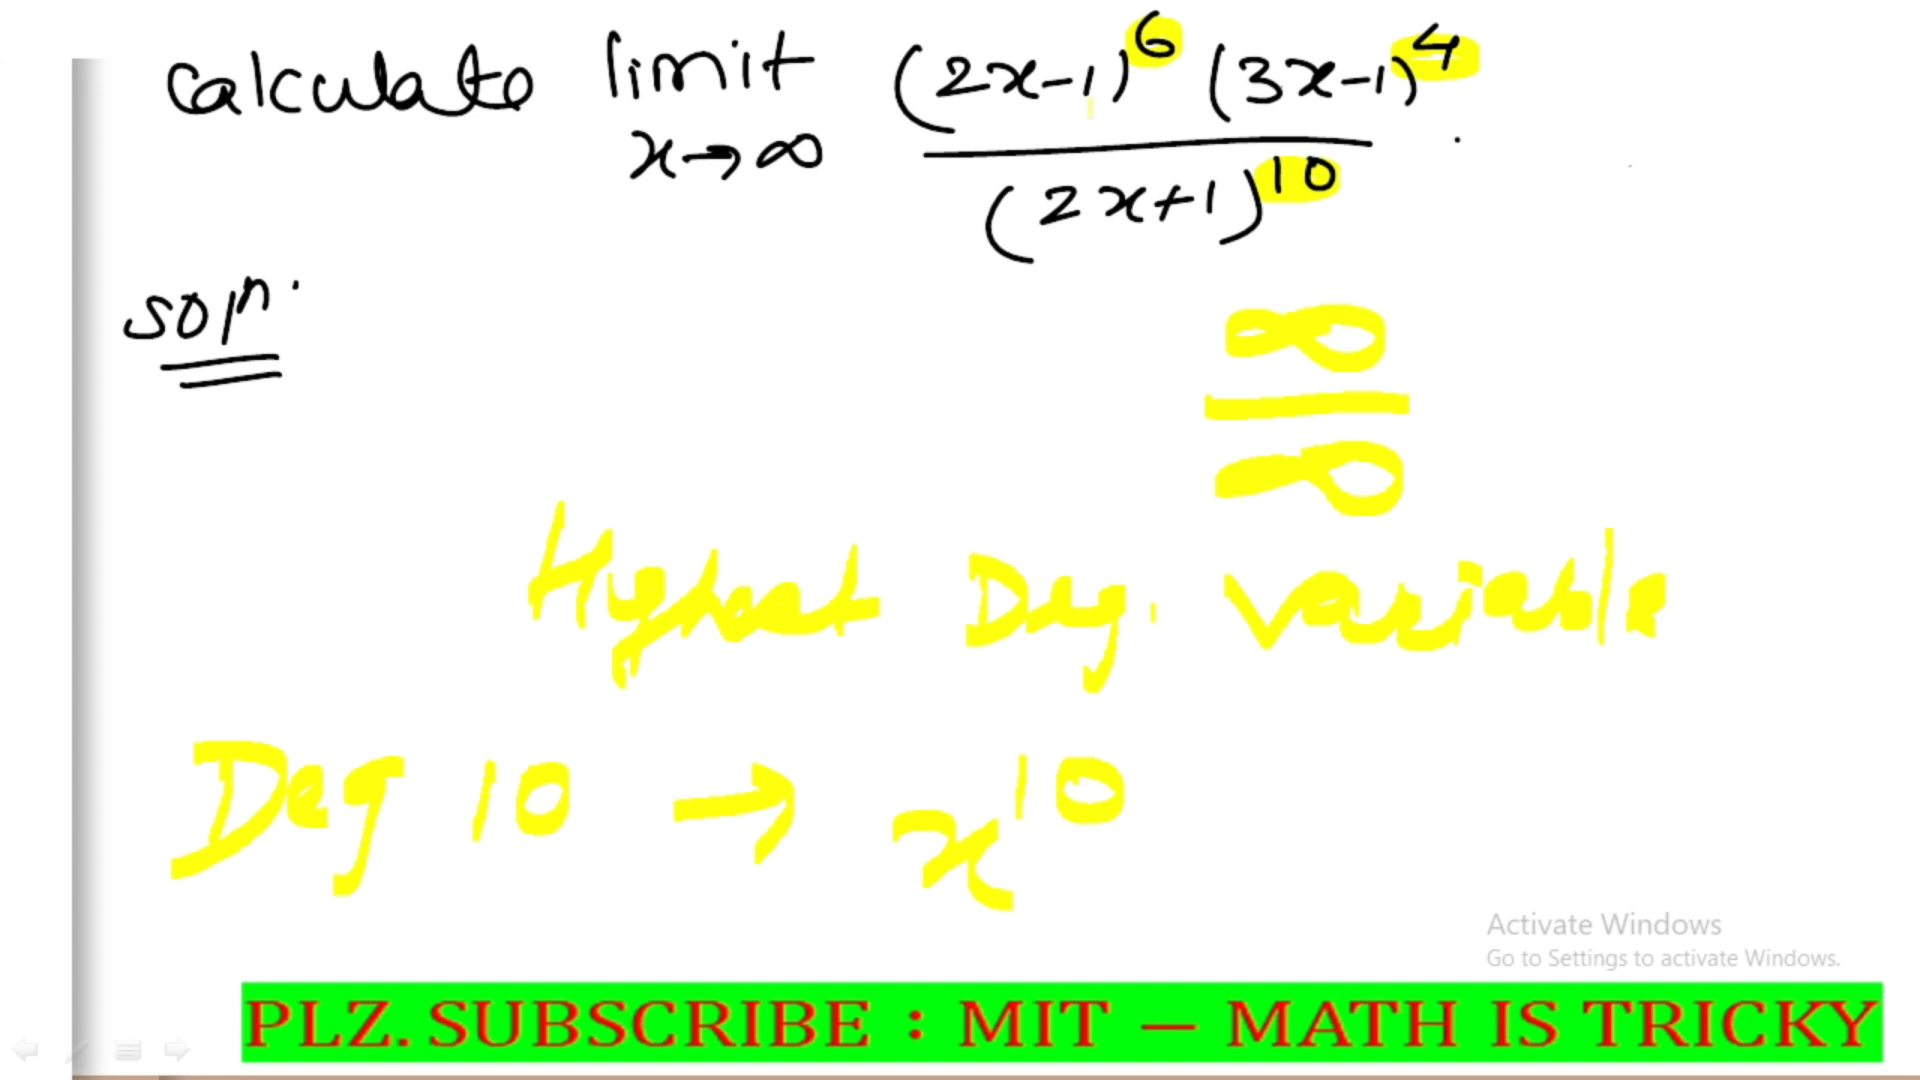 Calculate limit x→∞ (2x-1)^6 (3x-1)^4 / (2x+1)^10 .
Sol^n.
∞/∞
Highest Deg. Variable
Deg 10 → x^10
Activate Windows
Go to Settings to activate Windows.
PLZ. SUBSCRIBE : MIT – MATH IS TRICKY